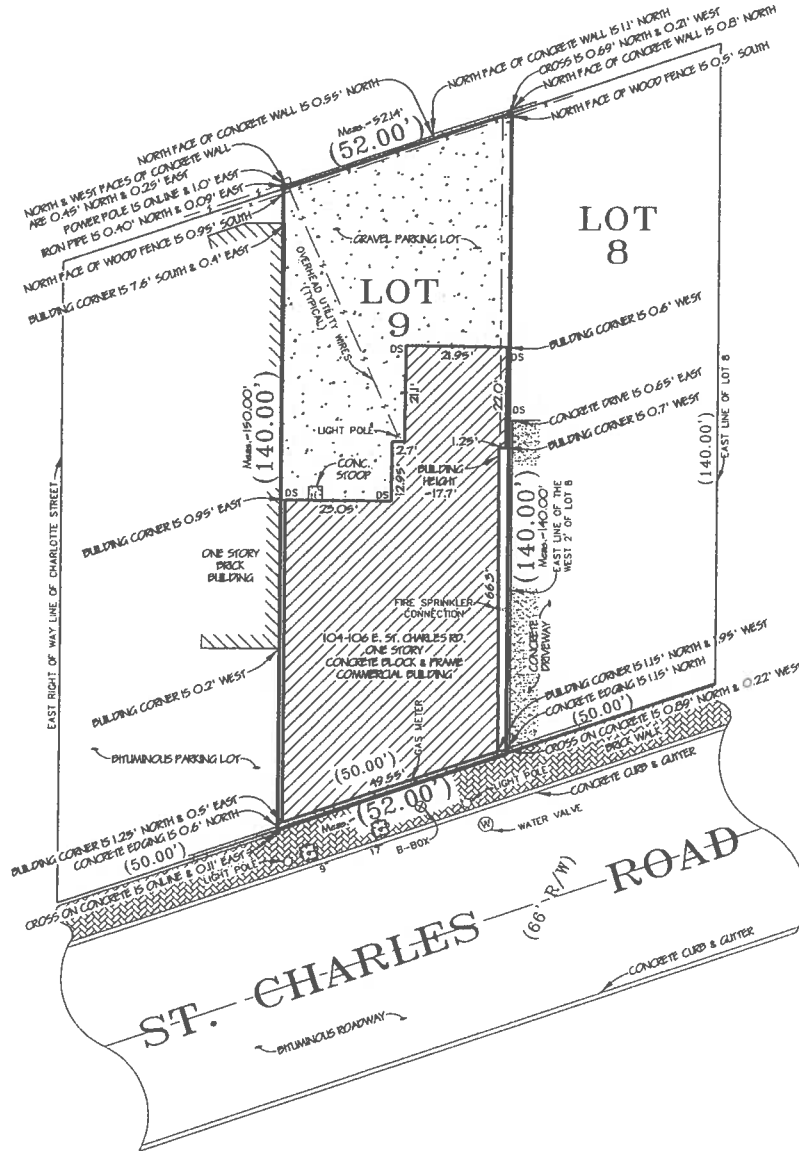 NORTH FACE OF CONCRETE WALL IS 1.1' NORTH
CROSS IS 0.69' NORTH & 0.21' WEST
NORTH FACE OF CONCRETE WALL IS 0.8' NORTH
NORTH FACE OF WOOD FENCE IS 0.5' SOUTH
NORTH FACE OF CONCRETE WALL IS 0.55' NORTH
Meas.-52.14'
(52.00')
NORTH & WEST FACES OF CONCRETE WALL
ARE 0.45' NORTH & 0.25' EAST
POWER POLE IS ONLINE & 1.0' EAST
IRON PIPE IS 0.40' NORTH & 0.09' EAST
NORTH FACE OF WOOD FENCE IS 0.95' SOUTH
BUILDING CORNER IS 7.6' SOUTH & 0.4' EAST
GRAVEL PARKING LOT
OVERHEAD UTILITY WIRES
(TYPICAL)
LOT
9
LOT
8
BUILDING CORNER IS 0.6' WEST
DS
21.95'
DS
21.1'
22.0'
DS
CONCRETE DRIVE IS 0.65' EAST
BUILDING CORNER IS 0.7' WEST
EAST LINE OF LOT 8
(140.00')
Meas.-150.00'
(140.00')
LIGHT POLE
2.7'
1.25'
CONC.
STOOP
12.95'
BUILDING
HEIGHT
-17.7'
DS
DS
23.05'
BUILDING CORNER IS 0.95' EAST
(140.00')
Meas.-140.00'
EAST LINE OF THE
WEST 2' OF LOT 8
EAST RIGHT OF WAY LINE OF CHARLOTTE STREET
ONE STORY
BRICK
BUILDING
66.5'
FIRE SPRINKLER
CONNECTION
104-106 E. ST. CHARLES RD.
ONE STORY
CONCRETE BLOCK & FRAME
COMMERCIAL BUILDING
CONCRETE
DRIVEWAY
BUILDING CORNER IS 0.2' WEST
BUILDING CORNER IS 1.15' NORTH & 1.95' WEST
CONCRETE EDGING IS 1.15' NORTH
(50.00')
CROSS ON CONCRETE IS 0.89' NORTH & 0.22' WEST
BRICK WALK
GAS METER
BITUMINOUS PARKING LOT
(50.00')
49.55'
Meas.-
(52.00')
LIGHT POLE
CONCRETE CURB & GUTTER
BUILDING CORNER IS 1.25' NORTH & 0.5' EAST
CONCRETE EDGING IS 0.6' NORTH
(50.00')
CROSS ON CONCRETE IS ONLINE & 0.11' EAST
LIGHT POLE
9"
17"
B-BOX
W
WATER VALVE
ST. CHARLES ROAD
(66' R/W)
CONCRETE CURB & GUTTER
BITUMINOUS ROADWAY